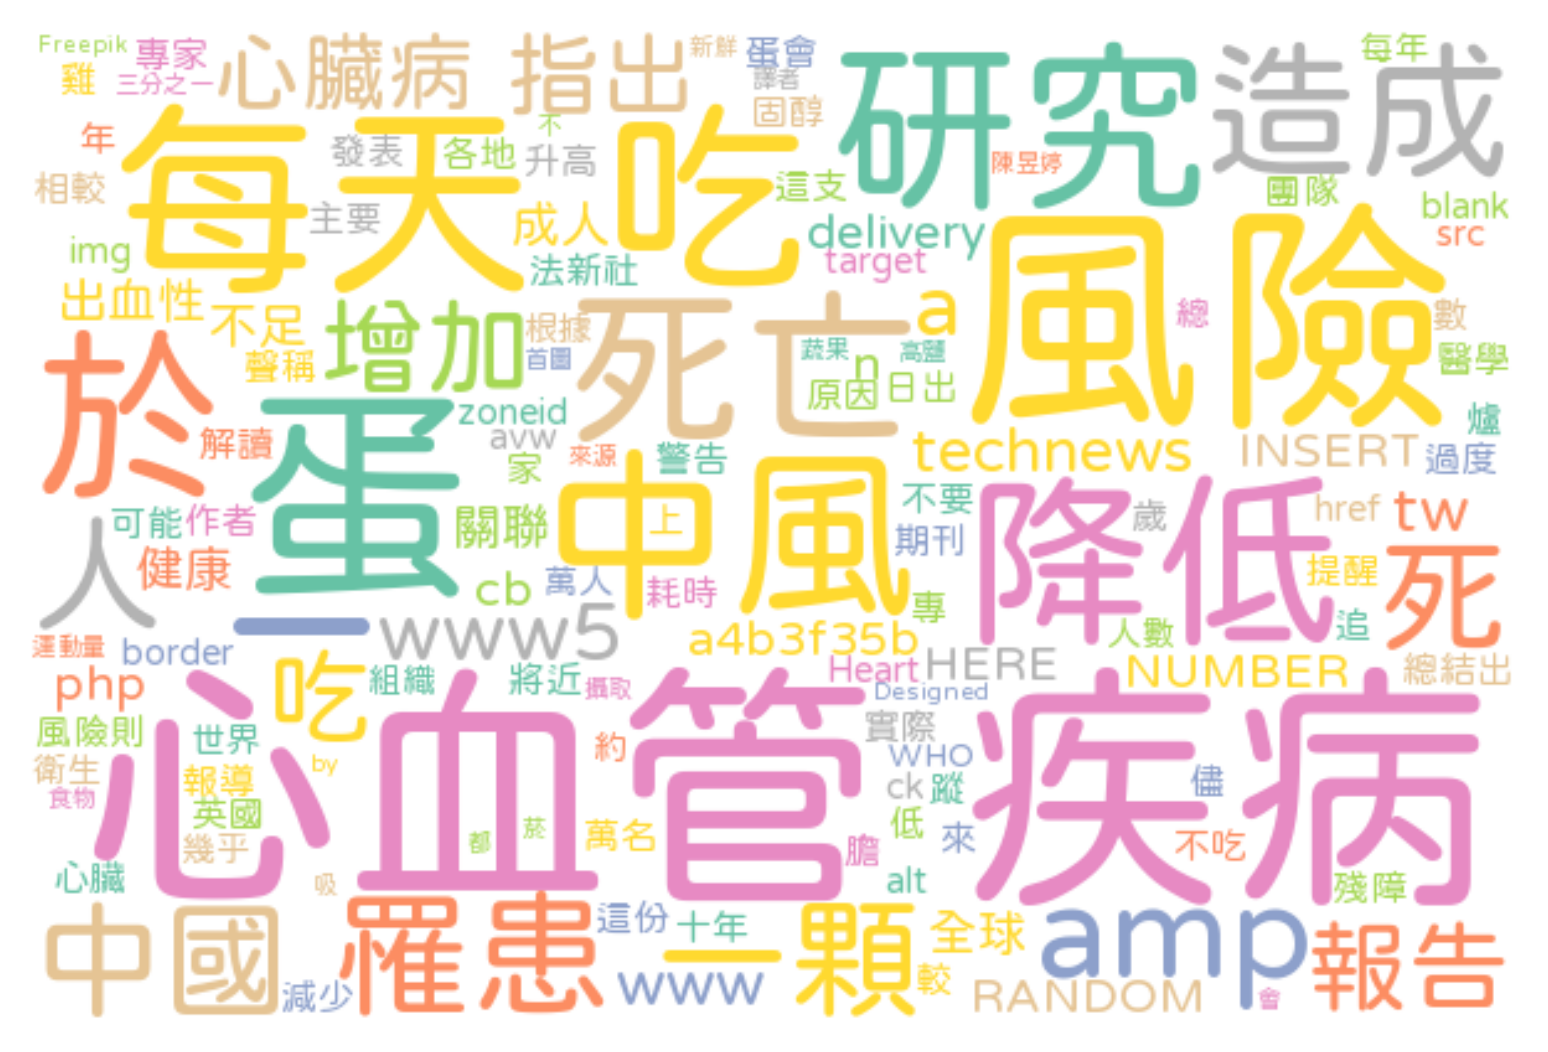 Freepik 專家 心臟病 指出 新鮮 蛋會 研究 造成 每年
雞 三分之一 譯者 固醇
年 每天 吃 發表 各地 不 升高 陳昱婷
相較 主要 成人 這支 團隊 blank
img 法新社 delivery target 風險 src
出血性 不足 增加 根據 死亡 a 總 數
聲稱 首圖 蔬果 n 高鹽 醫學
於 蛋 zoneid 原因 日出 爐
解讀 avw 家 來源 警告 technews INSERT 過度
可能 作者 關聯 中風 上 不要 降低 歲 href tw
人 健康 cb 萬人 耗時 期刊 專 提醒 死
運動量 border 一 www5 a4b3f35b 人數 追
php 吃 組織 將近 攝取 Heart HERE NUMBER 總結出
心血管 疾病 Designed
風險則 世界 約 實際 WHO
衛生 報導 by ck 蹤 儘
食物 英國 萬名 低 來 不吃
幾乎 都 菸 膽
心臟 吸 alt 殘障
中國 罹患 這份 十年 一顆 全球 amp 報告
減少 www 較 RANDOM 會